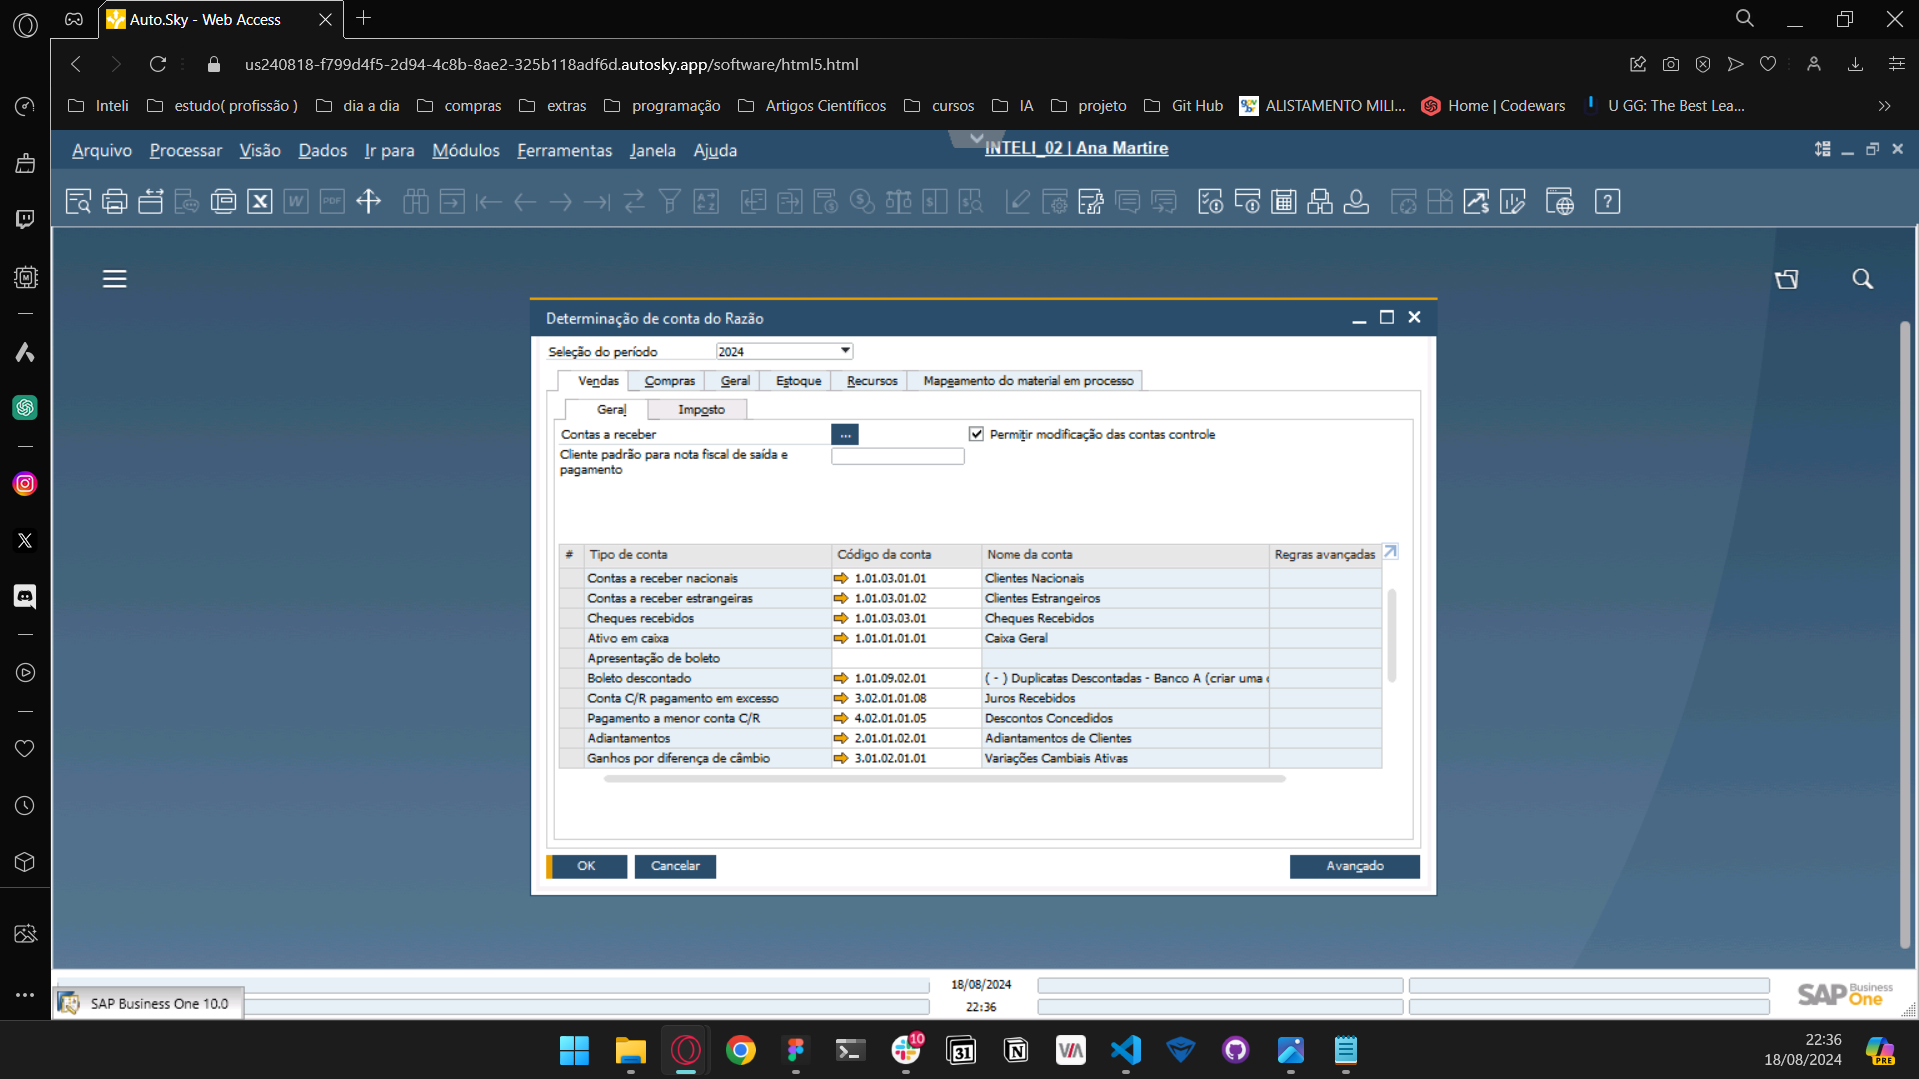 Auto.Sky - Web Access
us240818-f799d4f5-2d94-4c8b-8ae2-325b118adf6d.autosky.app/software/html5.html
Inteli estudo( profissão ) dia a dia compras extras programação Artigos Científicos cursos IA projeto Git Hub ALISTAMENTO MILI... Home | Codewars U GG: The Best Lea...
Arquivo Processar Visão Dados Ir para Módulos Ferramentas Janela Ajuda INTELI_02 | Ana Martire
Determinação de conta do Razão
Seleção do período 2024
Vendas Compras Geral Estoque Recursos Mapeamento do material em processo
Geral Imposto
Contas a receber ... Permitir modificação das contas controle
Cliente padrão para nota fiscal de saída e
pagamento
# Tipo de conta Código da conta Nome da conta Regras avançadas
Contas a receber nacionais 1.01.03.01.01 Clientes Nacionais
Contas a receber estrangeiras 1.01.03.01.02 Clientes Estrangeiros
Cheques recebidos 1.01.03.03.01 Cheques Recebidos
Ativo em caixa 1.01.01.01.01 Caixa Geral
Apresentação de boleto
Boleto descontado 1.01.09.02.01 ( - ) Duplicatas Descontadas - Banco A (criar uma c
Conta C/R pagamento em excesso 3.02.01.01.08 Juros Recebidos
Pagamento a menor conta C/R 4.02.01.01.05 Descontos Concedidos
Adiantamentos 2.01.01.02.01 Adiantamentos de Clientes
Ganhos por diferença de câmbio 3.01.02.01.01 Variações Cambiais Ativas
OK Cancelar Avançado
18/08/2024
22:36
SAP Business One
SAP Business One 10.0
10
31
VIA
22:36
18/08/2024
PRE